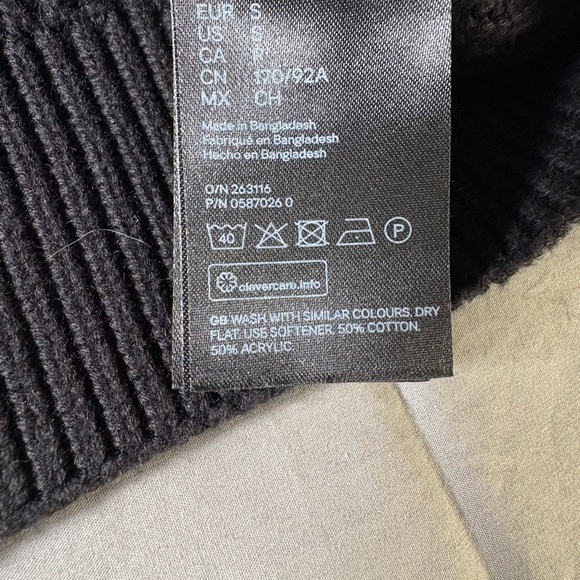 EUR S
US S
CA P
CN 170/92A
MX CH
Made in Bangladesh
Fabriqué en Bangladesh
Hecho en Bangladesh
O/N 263116
P/N 0587026 0
40 P
clevercare.info
GB WASH WITH SIMILAR COLOURS. DRY
FLAT. USE SOFTENER. 50% COTTON.
50% ACRYLIC